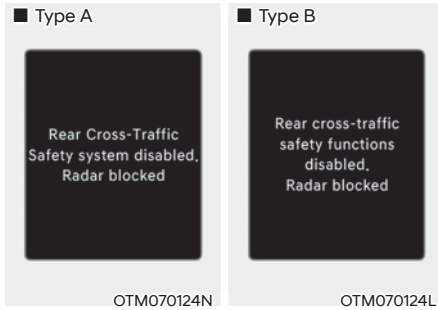 ■ Type A
Rear Cross-Traffic
Safety system disabled.
Radar blocked
OTM070124N
■ Type B
Rear cross-traffic
safety functions
disabled.
Radar blocked
OTM070124L